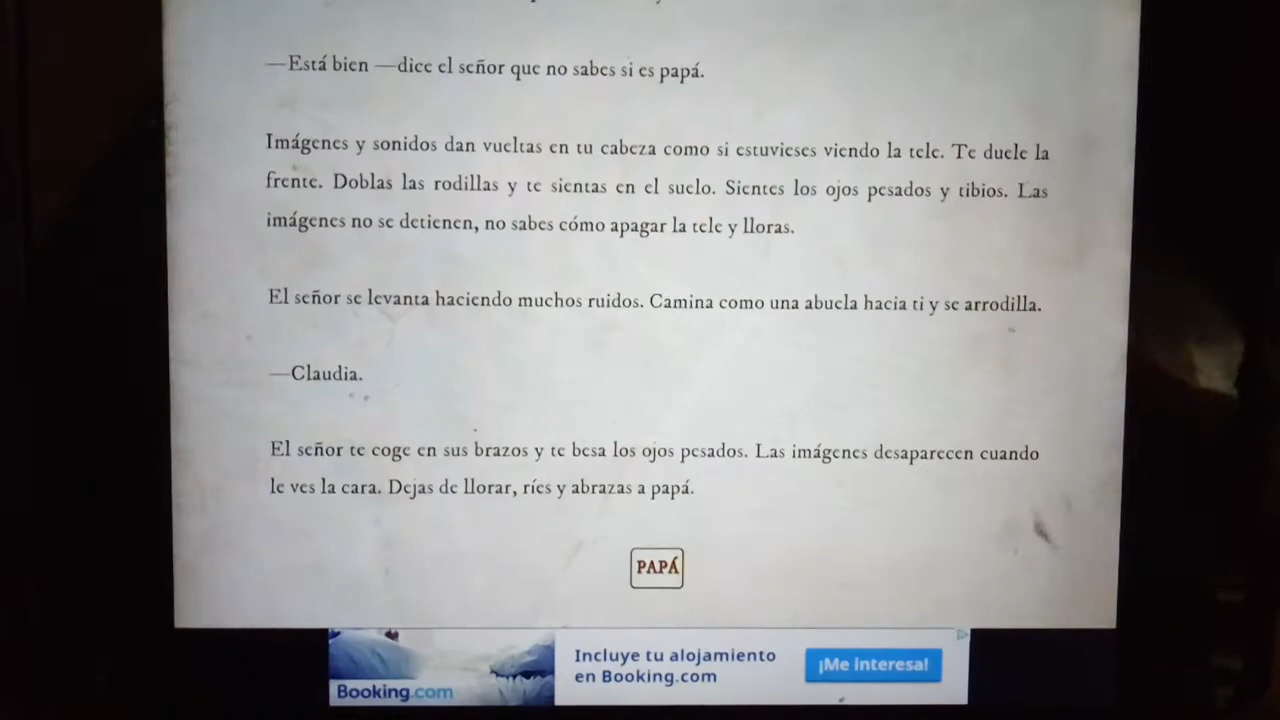 —Está bien —dice el señor que no sabes si es papá.
Imágenes y sonidos dan vueltas en tu cabeza como si estuvieses viendo la tele. Te duele la
frente. Doblas las rodillas y te sientas en el suelo. Sientes los ojos pesados y tibios. Las
imágenes no se detienen, no sabes cómo apagar la tele y lloras.
El señor se levanta haciendo muchos ruidos. Camina como una abuela hacia ti y se arrodilla.
—Claudia.
El señor te coge en sus brazos y te besa los ojos pesados. Las imágenes desaparecen cuando
le ves la cara. Dejas de llorar, ríes y abrazas a papá.
PAPÁ
Incluye tu alojamiento
en Booking.com
¡Me interesa!
Booking.com